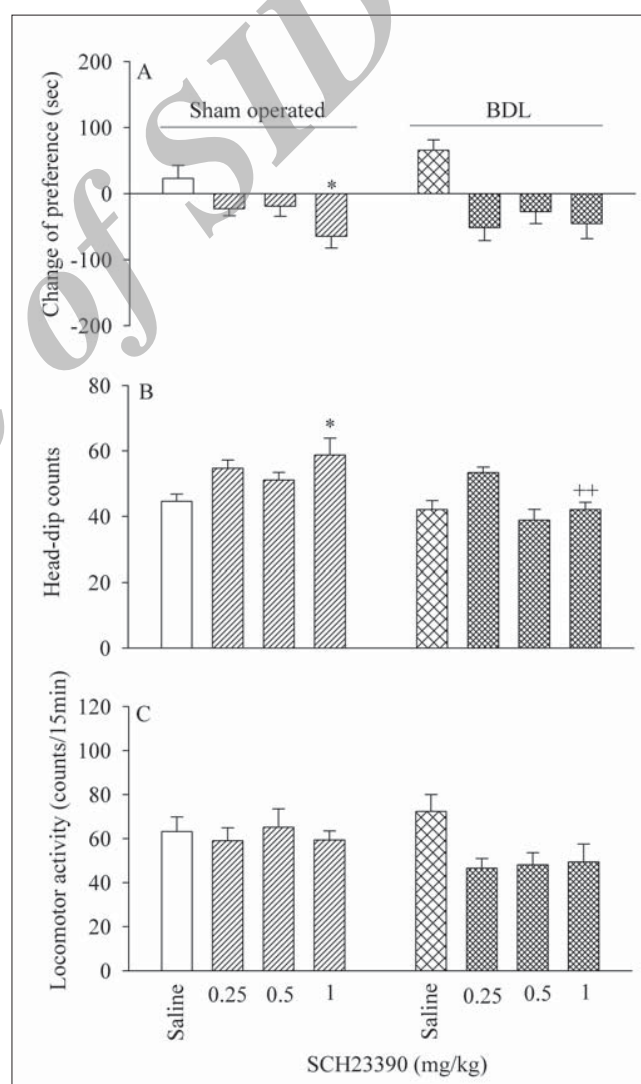 of SID
A
Sham operated
BDL
Change of preference (sec)
200
100
0
-100
-200
*
B
Head-dip counts
80
60
40
20
0
*
++
C
Locomotor activity (counts/15min)
120
100
80
60
40
20
0
Saline 0.25 0.5 1 Saline 0.25 0.5 1
SCH23390 (mg/kg)